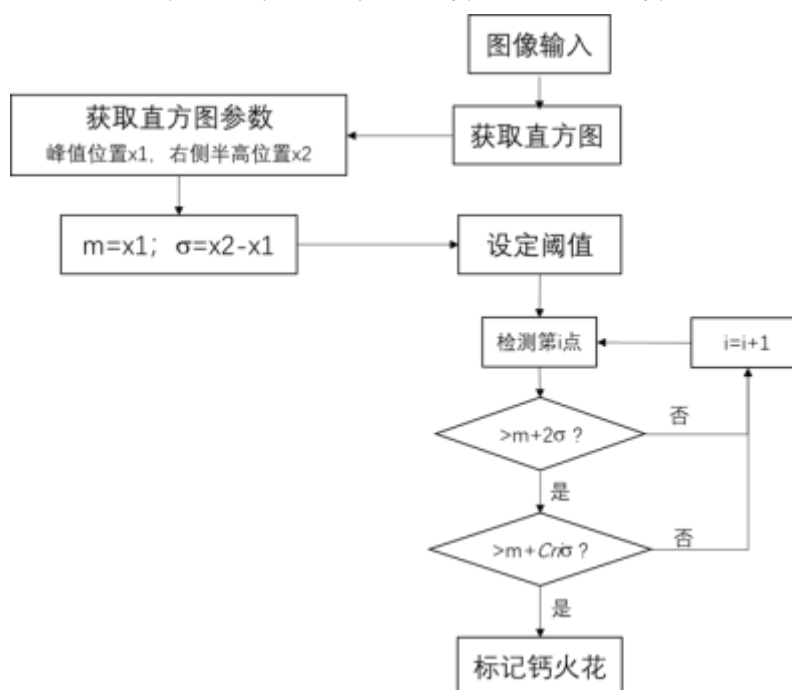 图像输入
获取直方图
获取直方图参数
峰值位置x1，右侧半高位置x2
m=x1；σ=x2-x1
设定阈值
检测第i点
i=i+1
>m+2σ？
否
是
>m+Criσ？
否
是
标记钙火花